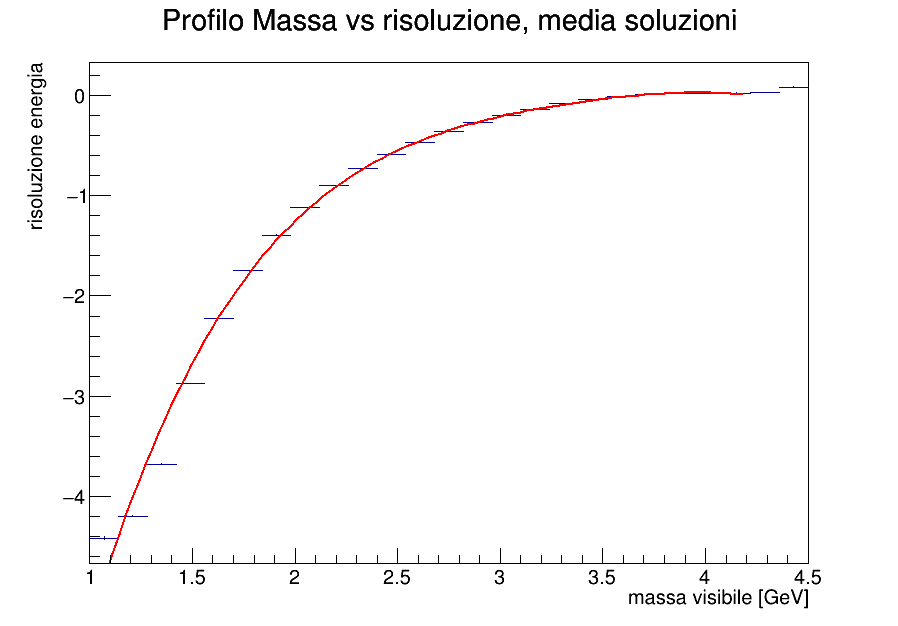 Profilo Massa vs risoluzione, media soluzioni
risoluzione energia
0
−1
−2
−3
−4
1 1.5 2 2.5 3 3.5 4 4.5
massa visibile [GeV]